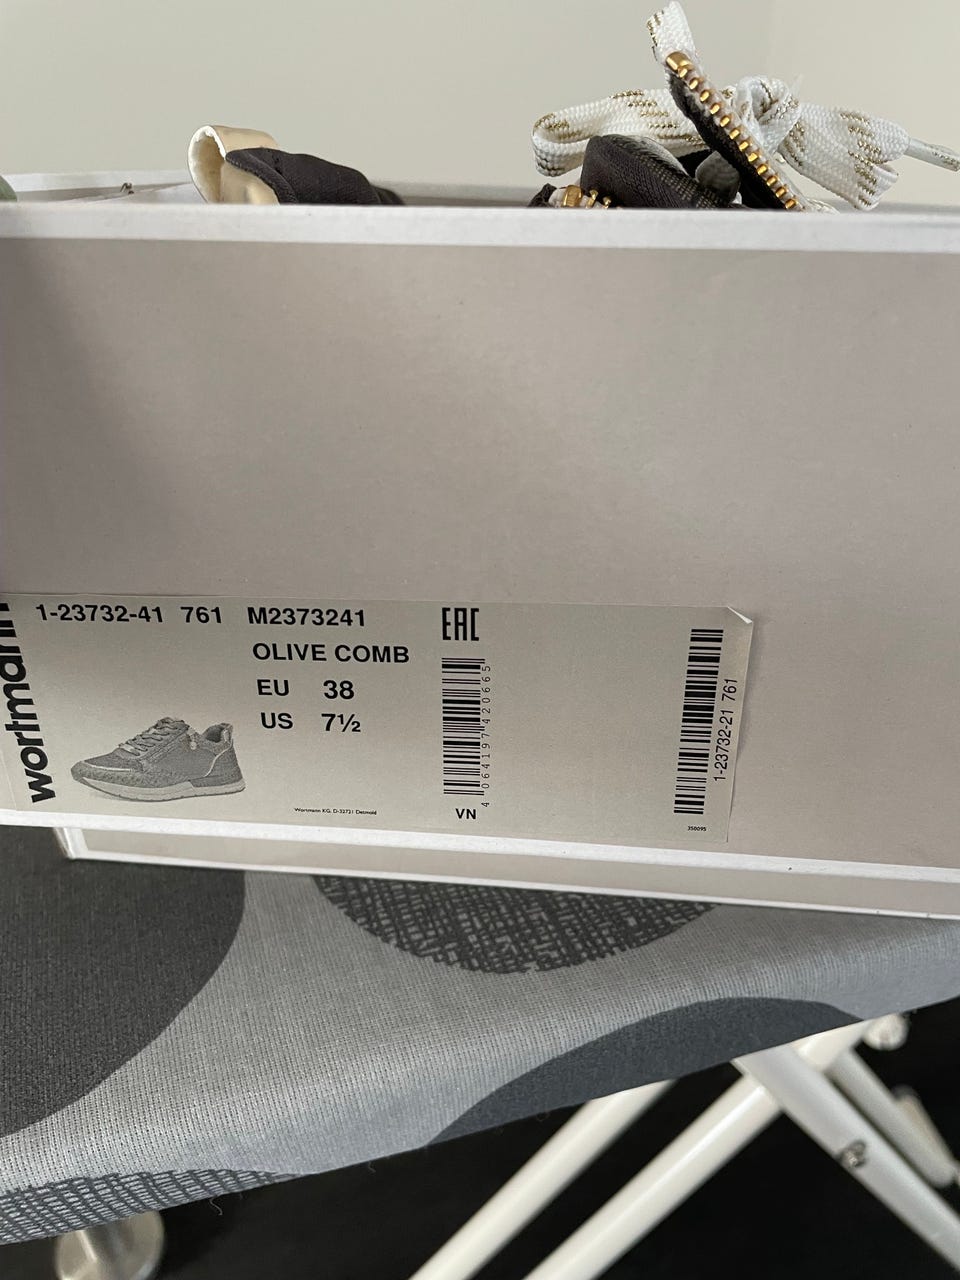 wortmann
1-23732-41 761 M2373241
OLIVE COMB
EU 38
US 7½
Wortmann KG, D-32721 Detmold
EAC
4 064197 420665
VN
1-23732-21 761
350095